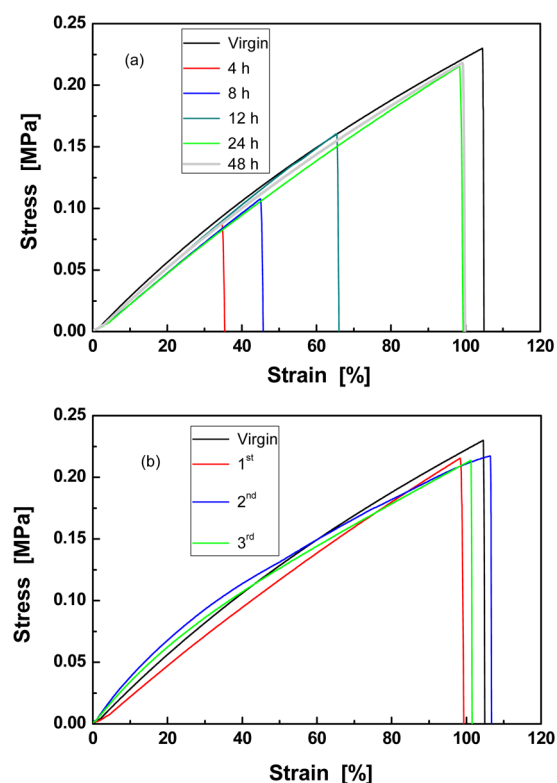 (a)
Virgin
4 h
8 h
12 h
24 h
48 h
0.25
0.20
0.15
0.10
0.05
0.00
Stress [MPa]
0 20 40 60 80 100 120
Strain [%]
(b)
Virgin
1st
2nd
3rd
0.25
0.20
0.15
0.10
0.05
0.00
Stress [MPa]
0 20 40 60 80 100 120
Strain [%]